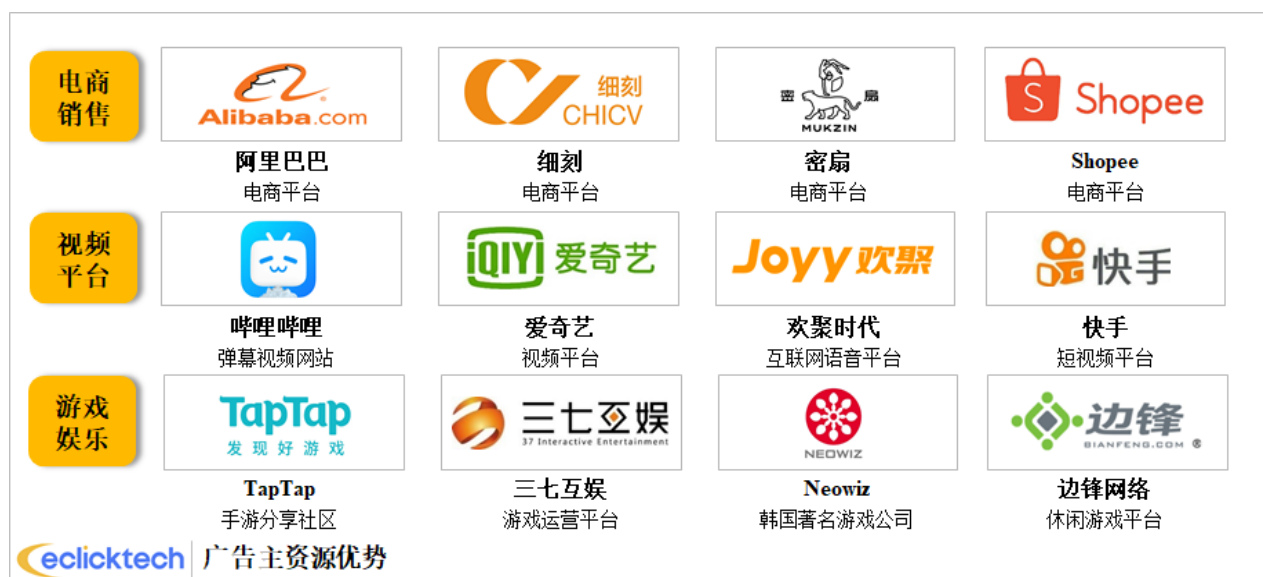 电商
销售
Alibaba.com
细刻
CHICV
密扇
MUKZIN
S Shopee
阿里巴巴
细刻
密扇
Shopee
电商平台
电商平台
电商平台
电商平台
视频
平台
iQIYI 爱奇艺
Joyy 欢聚
快手
哔哩哔哩
爱奇艺
欢聚时代
快手
弹幕视频网站
视频平台
互联网语音平台
短视频平台
游戏
娱乐
TapTap
发现好游戏
三七互娱
37 Interactive Entertainment
NEOWIZ
边锋
BIANFENG.COM ®
TapTap
三七互娱
Neowiz
边锋网络
手游分享社区
游戏运营平台
韩国著名游戏公司
休闲游戏平台
eclicktech 广告主资源优势